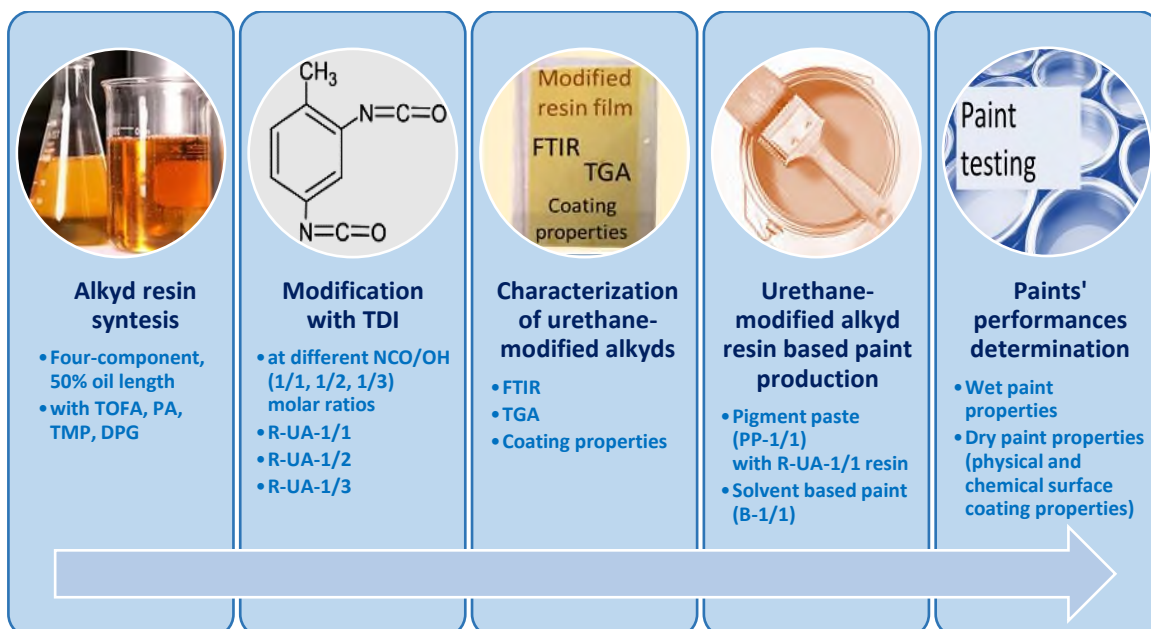 CH₃
N=C=O
N=C=O
Modified
resin film
FTIR
TGA
Coating
properties
Paint
testing
Alkyd resin
syntesis
•Four-component,
50% oil length
•with TOFA, PA,
TMP, DPG
Modification
with TDI
•at different NCO/OH
(1/1, 1/2, 1/3)
molar ratios
•R-UA-1/1
•R-UA-1/2
•R-UA-1/3
Characterization
of urethane-
modified alkyds
•FTIR
•TGA
•Coating properties
Urethane-
modified alkyd
resin based paint
production
•Pigment paste
(PP-1/1)
with R-UA-1/1 resin
•Solvent based paint
(B-1/1)
Paints'
performances
determination
•Wet paint
properties
•Dry paint properties
(physical and
chemical surface
coating properties)